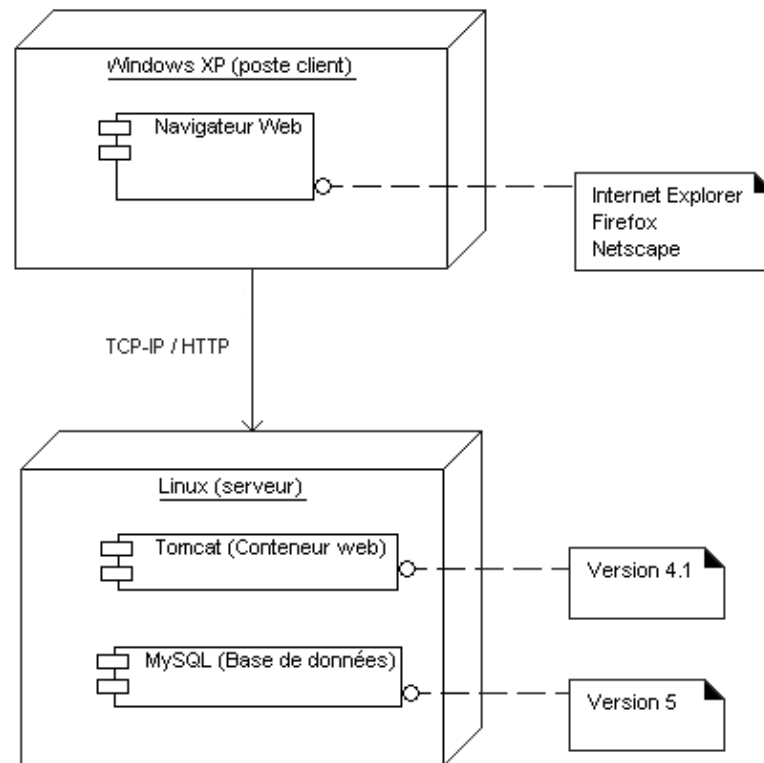 Windows XP (poste client)
Navigateur Web
Internet Explorer
Firefox
Netscape
TCP-IP / HTTP
Linux (serveur)
Tomcat (Conteneur web)
Version 4.1
MySQL (Base de données)
Version 5